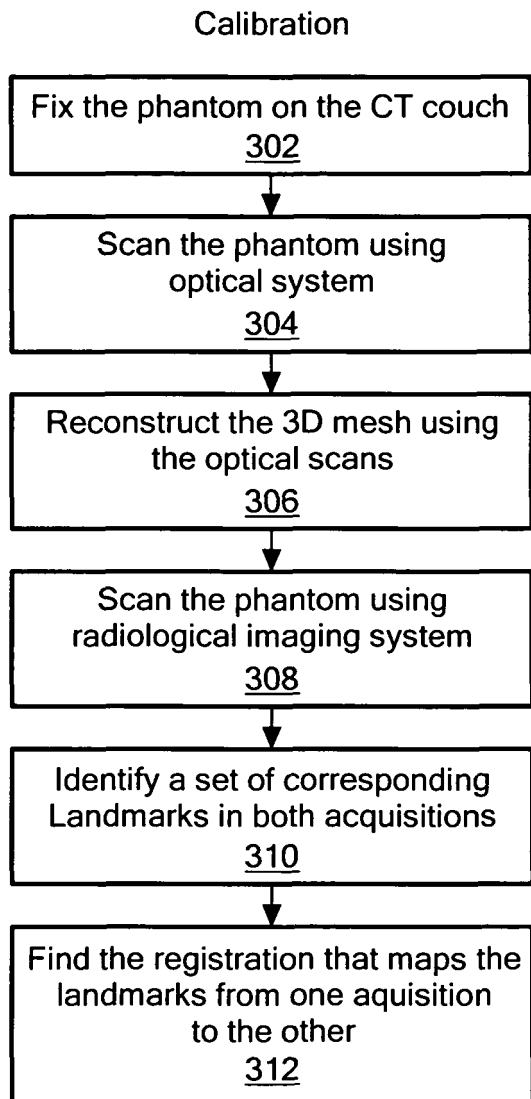 Calibration
Fix the phantom on the CT couch
302
Scan the phantom using
optical system
304
Reconstruct the 3D mesh using
the optical scans
306
Scan the phantom using
radiological imaging system
308
Identify a set of corresponding
Landmarks in both acquisitions
310
Find the registration that maps the
landmarks from one aquisition
to the other
312